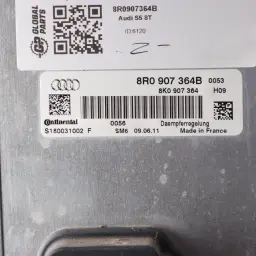 GLOBAL
PARTS
8R0907364B
Audi S5 8T
ID:6120
- 2
8R0 907 364B 0053
8K0 907 364 H09
Continental 0056 Daempferregelung
S180031002 F SM6 09.06.11 Made in France